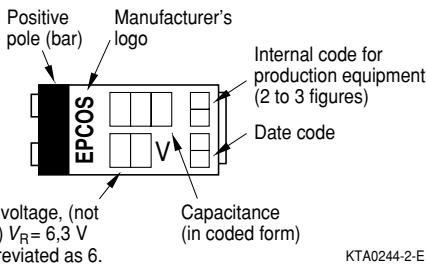 Positive
pole (bar)
Manufacturer's
logo
Internal code for
production equipment
(2 to 3 figures)
EPCOS
V
Date code
voltage, (not
) VR = 6,3 V
reviated as 6.
Capacitance
(in coded form)
KTA0244-2-E